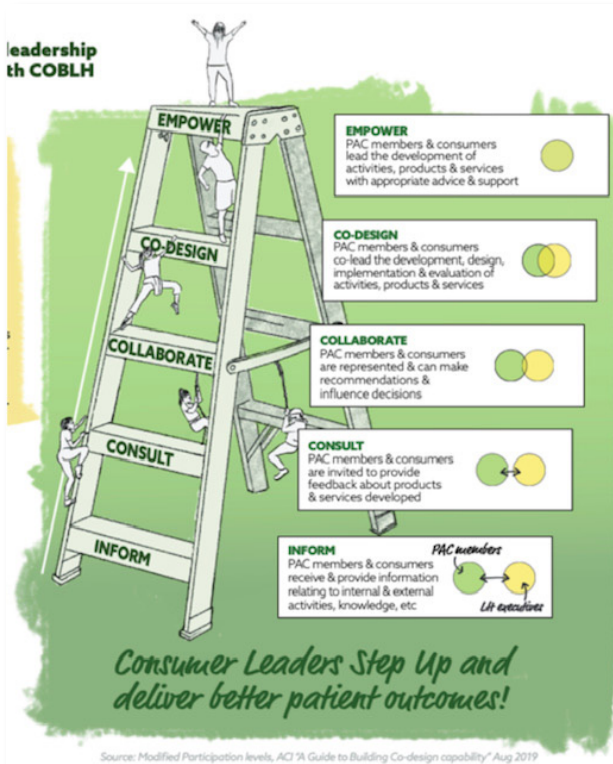 leadership
th COBLH
EMPOWER
CO-DESIGN
COLLABORATE
CONSULT
INFORM
EMPOWER
PAC members & consumers
lead the development of
activities, products & services
with appropriate advice & support
CO-DESIGN
PAC members & consumers
co-lead the development, design,
implementation & evaluation of
activities, products & services
COLLABORATE
PAC members & consumers
are represented & can make
recommendations &
influence decisions
CONSULT
PAC members & consumers
are invited to provide
feedback about products
& services developed
INFORM
PAC members & consumers
receive & provide information
relating to internal & external
activities, knowledge, etc
PAC members
LH executives
Consumer Leaders Step Up and
deliver better patient outcomes!
Source: Modified Participation levels, ACI "A Guide to Building Co-design capability" Aug 2019